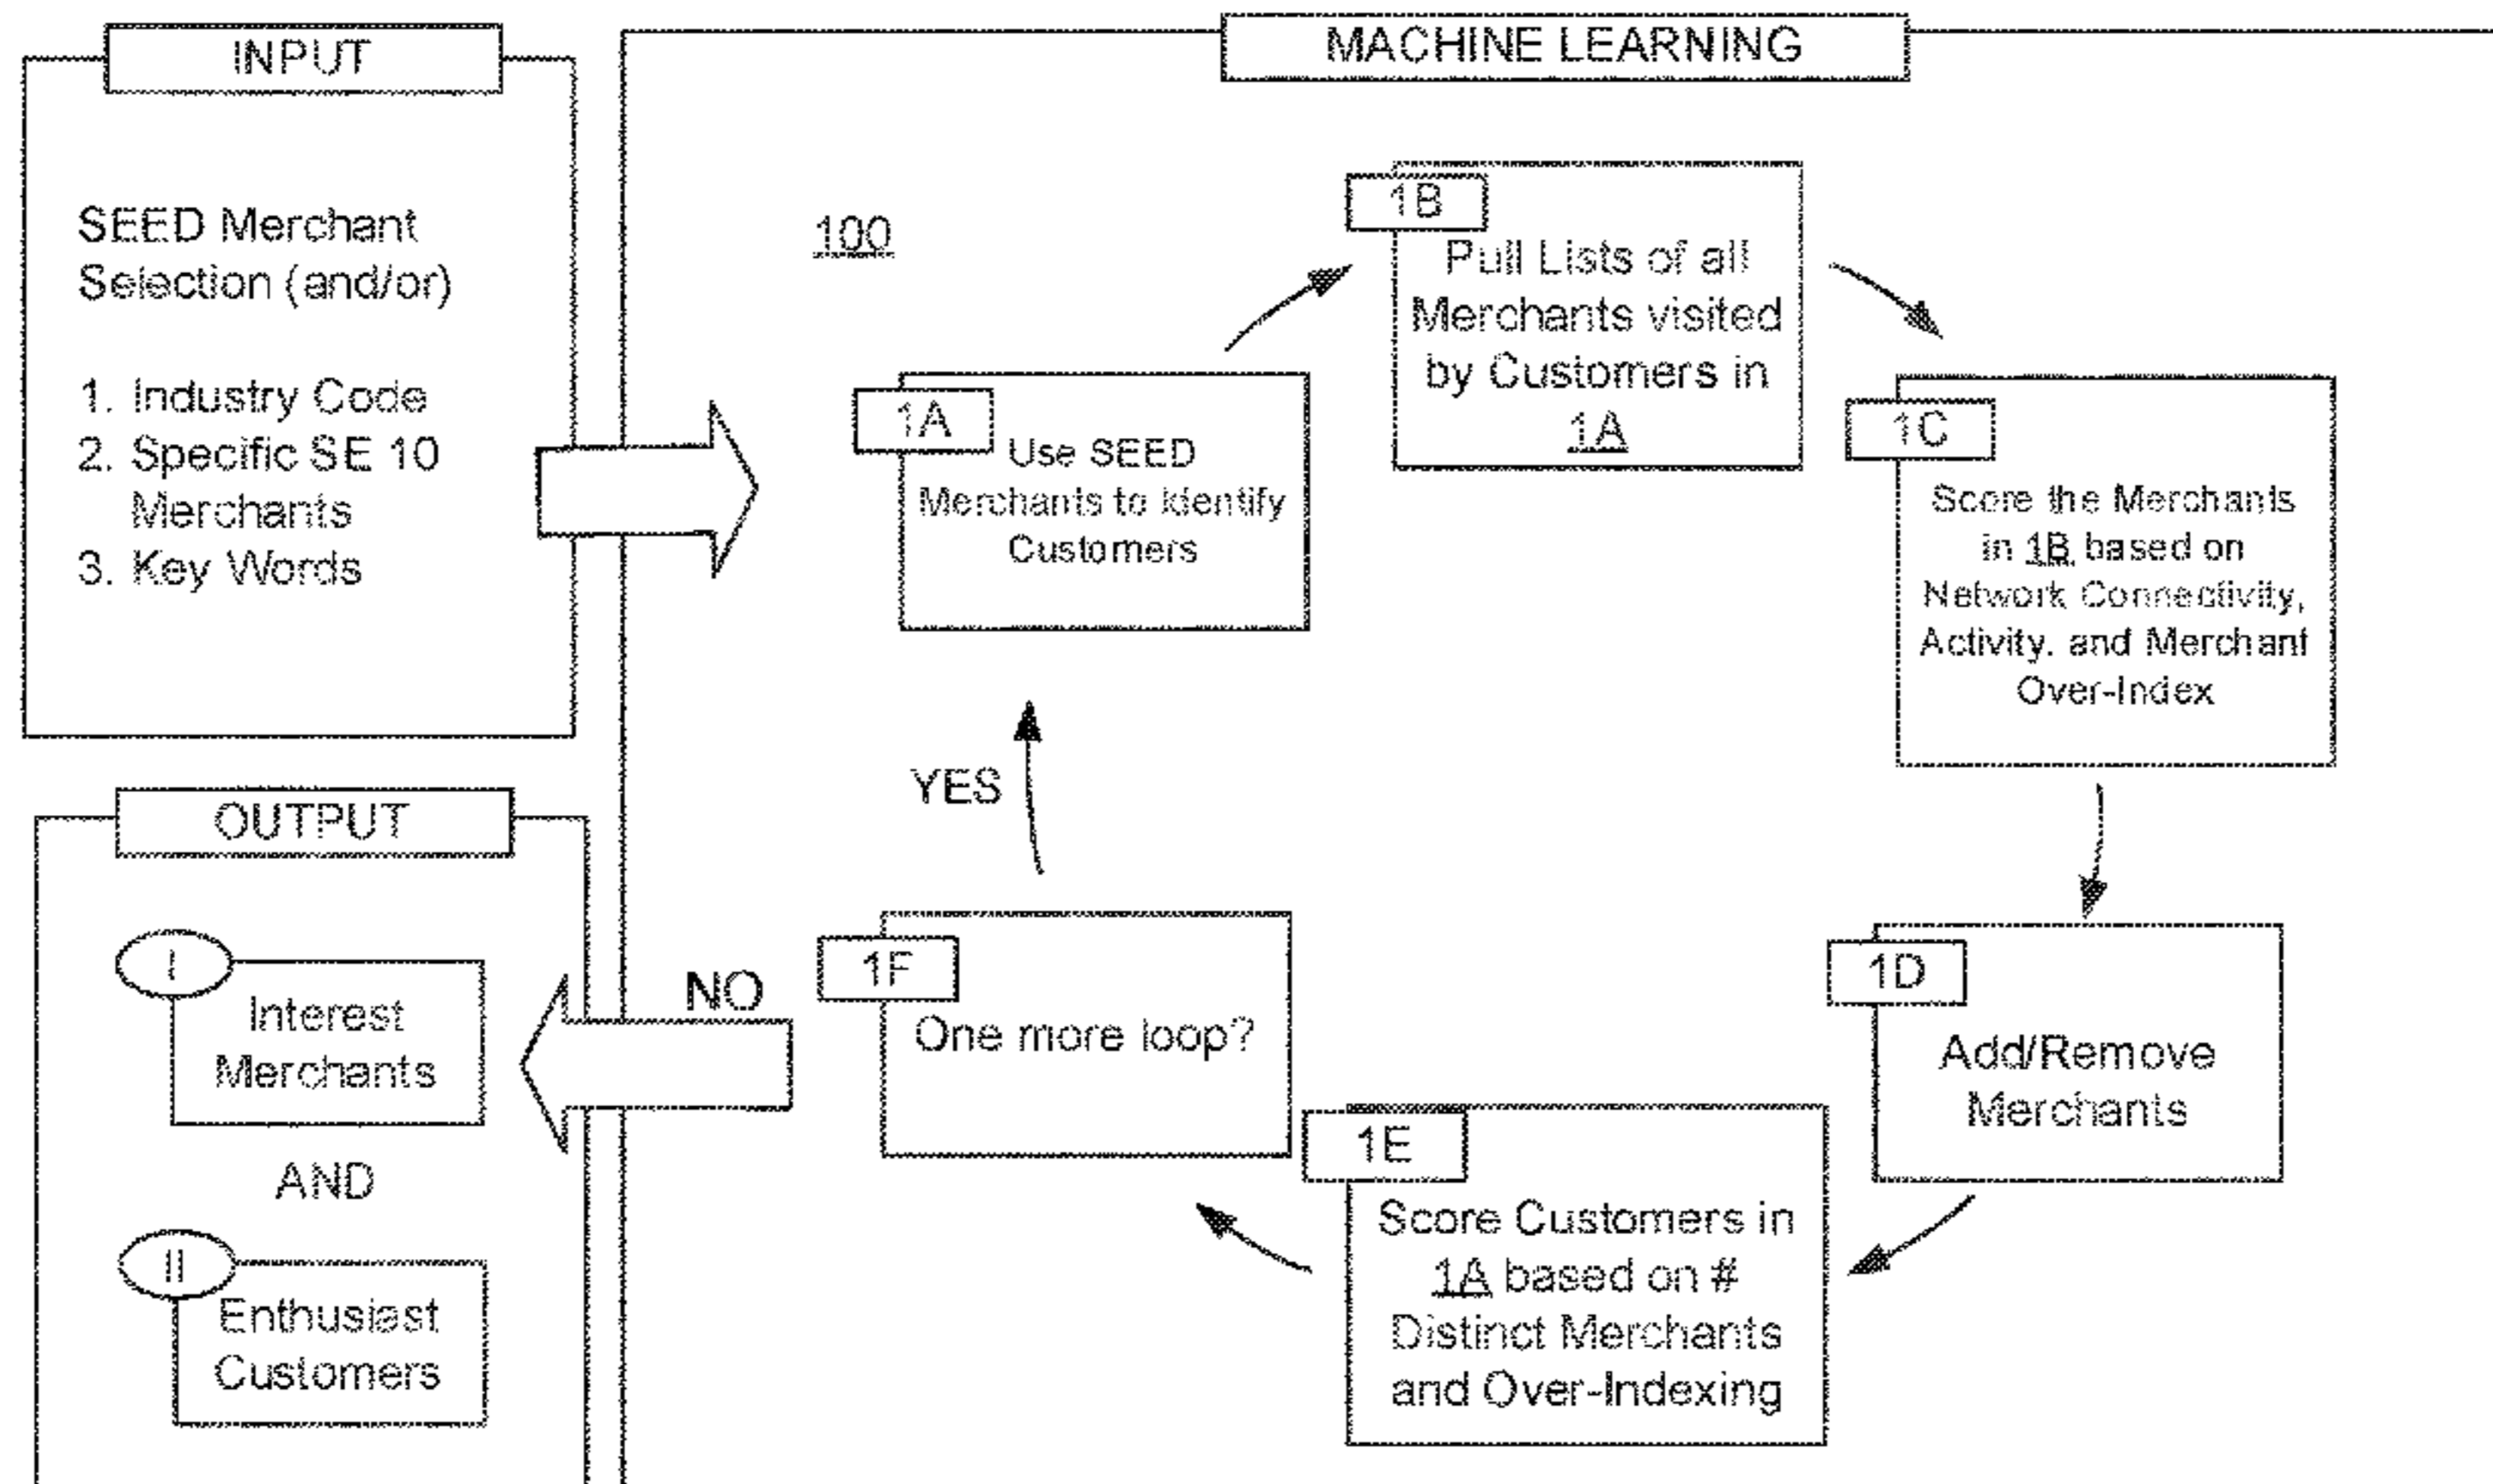 INPUT
SEED Merchant
Selection (and/or)
1. Industry Code
2. Specific SE 10
Merchants
3. Key Words
MACHINE LEARNING
100
1A
Use SEED
Merchants to Identify
Customers
1B
Pull Lists of all
Merchants visited
by Customers in
1A
1C
Score the Merchants
in 1B based on
Network Connectivity,
Activity, and Merchant
Over-Index
1D
Add/Remove
Merchants
1E
Score Customers in
1A based on #
Distinct Merchants
and Over-Indexing
1F
One more loop?
YES
NO
OUTPUT
I
Interest
Merchants
AND
II
Enthusiast
Customers